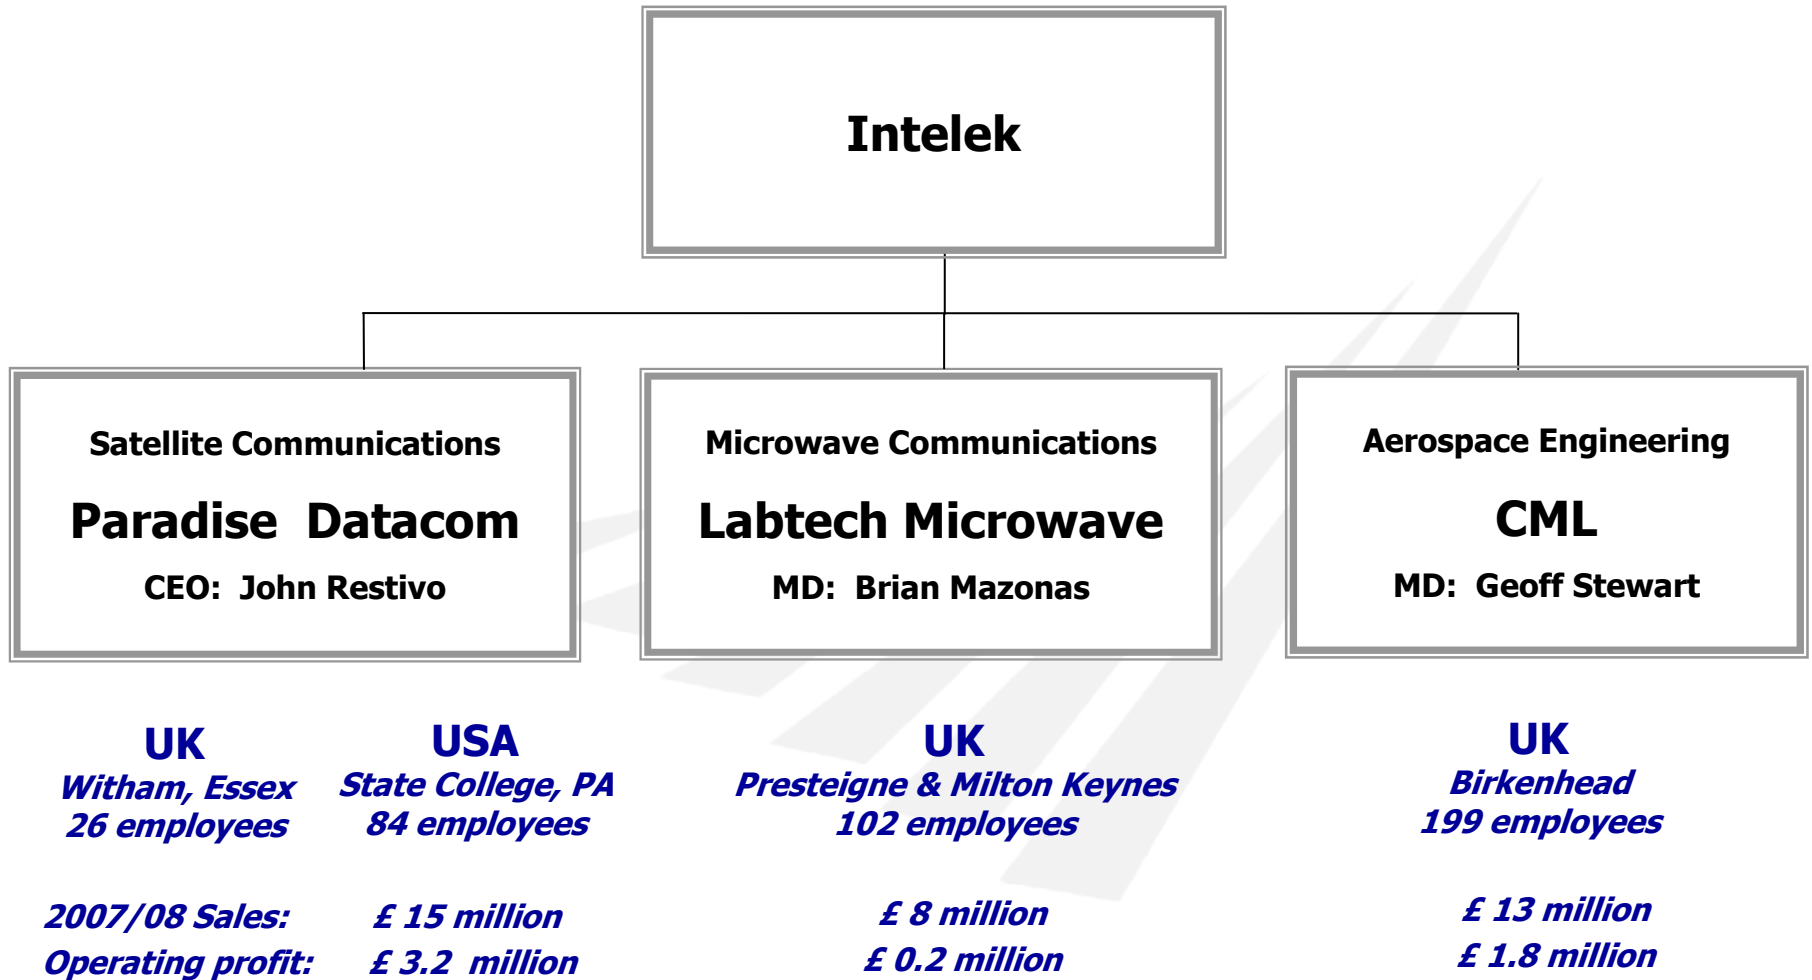 Intelek
Satellite Communications
Paradise Datacom
CEO: John Restivo
Microwave Communications
Labtech Microwave
MD: Brian Mazonas
Aerospace Engineering
CML
MD: Geoff Stewart
UK
Witham, Essex
26 employees
USA
State College, PA
84 employees
UK
Presteigne & Milton Keynes
102 employees
UK
Birkenhead
199 employees
2007/08 Sales: £ 15 million £ 8 million £ 13 million
Operating profit: £ 3.2 million £ 0.2 million £ 1.8 million